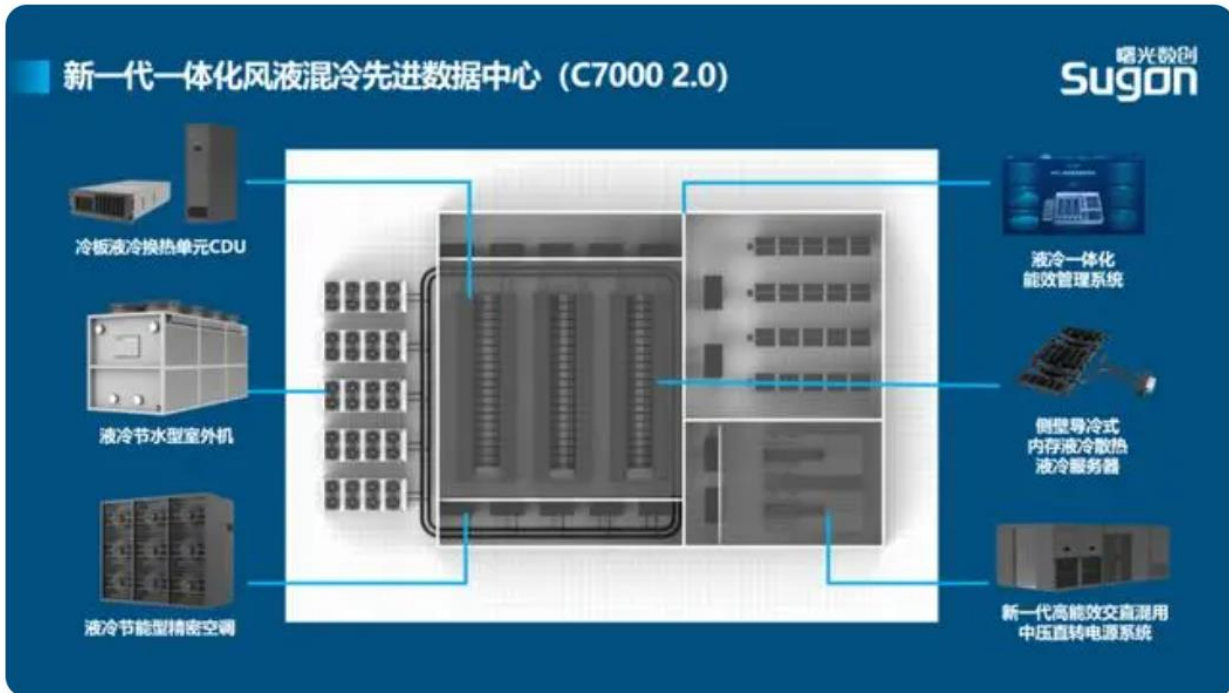 新一代一体化风液混冷先进数据中心（C7000 2.0）
曙光数创
Sugon
冷板液冷换热单元CDU
液冷节水型室外机
液冷节能型精密空调
液冷一体化
能效管理系统
侧壁导冷式
内存液冷散热
液冷服务器
新一代高能效交直混用
中压直转电源系统